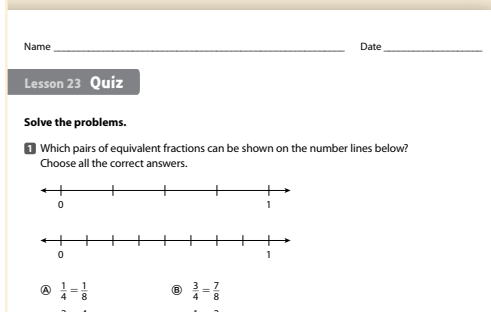 Name Date
Lesson 23 Quiz
Solve the problems.
1 Which pairs of equivalent fractions can be shown on the number lines below?
Choose all the correct answers.
0 1
0 1
Ⓐ 1/4 = 1/8 Ⓑ 3/4 = 7/8